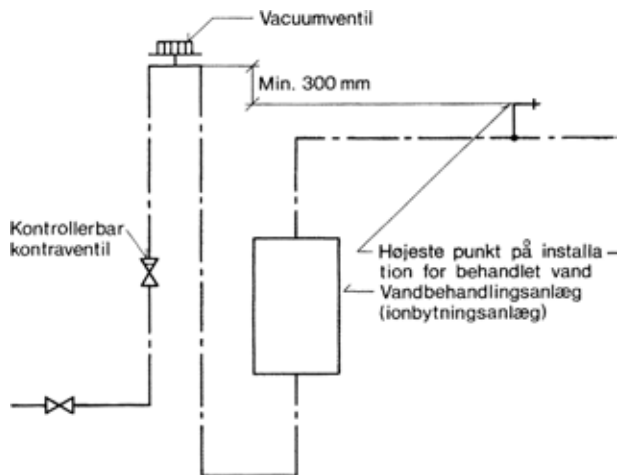 Vacuumventil
Min. 300 mm
Kontrollerbar
kontraventil
Højeste punkt på installa-
tion for behandlet vand
Vandbehandlingsanlæg
(ionbytningsanlæg)